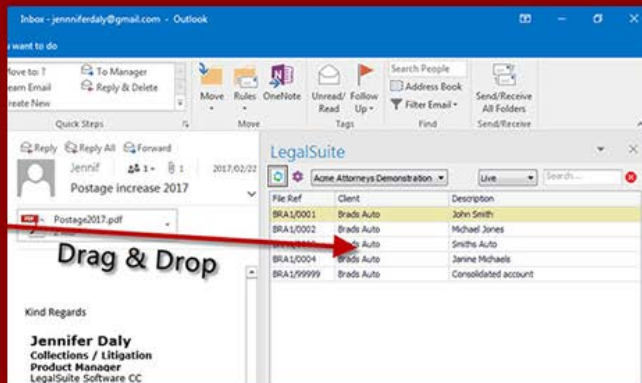 Inbox - jennniferdaly@gmail.com - Outlook
u want to do
Move to: ?
To Manager
Team Email
Reply & Delete
Create New
Quick Steps
Move
Rules
OneNote
Move
Unread/ Read
Follow Up
Tags
Search People
Address Book
Filter Email
Find
Send/Receive All Folders
Send/Receive
Reply
Reply All
Forward
Jennif
1
1
2017/02/22
Postage increase 2017
Postage2017.pdf
Drag & Drop
Kind Regards
Jennifer Daly
Collections / Litigation
Product Manager
LegalSuite Software CC
LegalSuite
Acme Attorneys Demonstration
Live
Search...
File Ref Client Description
BRA1/0001 Brads Auto John Smith
BRA1/0002 Brads Auto Michael Jones
Brads Auto Smiths Auto
BRA1/0004 Brads Auto Janine Michaels
BRA1/99999 Brads Auto Consolidated account